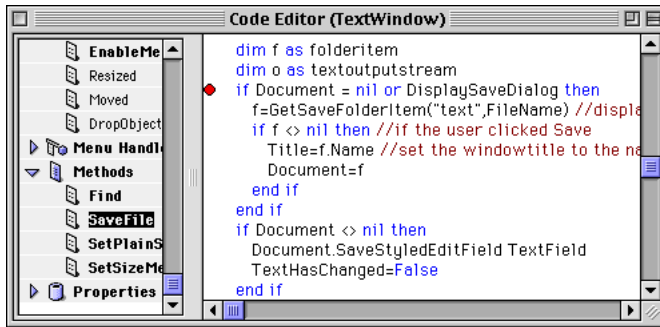 Code Editor (TextWindow)
EnableMe
Resized
Moved
DropObject
Menu Handl
Methods
Find
SaveFile
SetPlainS
SetSizeMe
Properties
dim f as folderitem
dim o as textoutputstream
if Document = nil or DisplaySaveDialog then
f=GetSaveFolderItem("text",FileName) //displa
if f <> nil then //if the user clicked Save
Title=f.Name //set the windowtitle to the na
Document=f
end if
end if
if Document <> nil then
Document.SaveStyledEditField TextField
TextHasChanged=False
end if